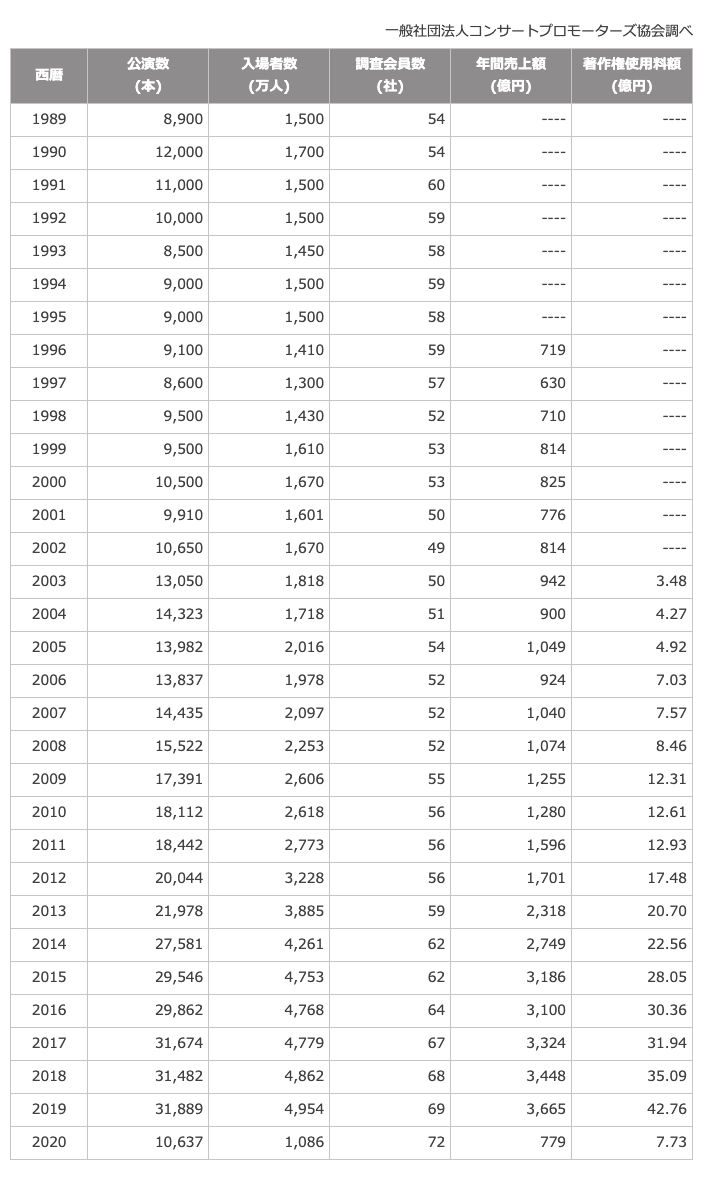 一般社団法人コンサートプロモーターズ協会調べ
西暦 公演数(本) 入場者数(万人) 調査会員数(社) 年間売上額(億円) 著作権使用料額(億円)
1989 8,900 1,500 54 ---- ----
1990 12,000 1,700 54 ---- ----
1991 11,000 1,500 60 ---- ----
1992 10,000 1,500 59 ---- ----
1993 8,500 1,450 58 ---- ----
1994 9,000 1,500 59 ---- ----
1995 9,000 1,500 58 ---- ----
1996 9,100 1,410 59 719 ----
1997 8,600 1,300 57 630 ----
1998 9,500 1,430 52 710 ----
1999 9,500 1,610 53 814 ----
2000 10,500 1,670 53 825 ----
2001 9,910 1,601 50 776 ----
2002 10,650 1,670 49 814 ----
2003 13,050 1,818 50 942 3.48
2004 14,323 1,718 51 900 4.27
2005 13,982 2,016 54 1,049 4.92
2006 13,837 1,978 52 924 7.03
2007 14,435 2,097 52 1,040 7.57
2008 15,522 2,253 52 1,074 8.46
2009 17,391 2,606 55 1,255 12.31
2010 18,112 2,618 56 1,280 12.61
2011 18,442 2,773 56 1,596 12.93
2012 20,044 3,228 56 1,701 17.48
2013 21,978 3,885 59 2,318 20.70
2014 27,581 4,261 62 2,749 22.56
2015 29,546 4,753 62 3,186 28.05
2016 29,862 4,768 64 3,100 30.36
2017 31,674 4,779 67 3,324 31.94
2018 31,482 4,862 68 3,448 35.09
2019 31,889 4,954 69 3,665 42.76
2020 10,637 1,086 72 779 7.73